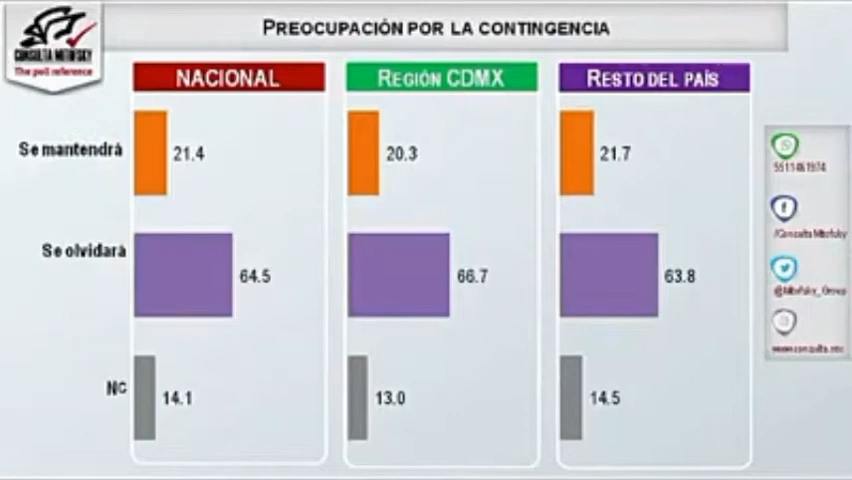 PREOCUPACIÓN POR LA CONTINGENCIA
CONSULTA MITOFSKY
The poll reference
NACIONAL
REGIÓN CDMX
RESTO DEL PAÍS
Se mantendrá
21.4
20.3
21.7
Se olvidará
64.5
66.7
63.8
NC
14.1
13.0
14.5
/Consulta Mitofsky
@Mitofsky_Group